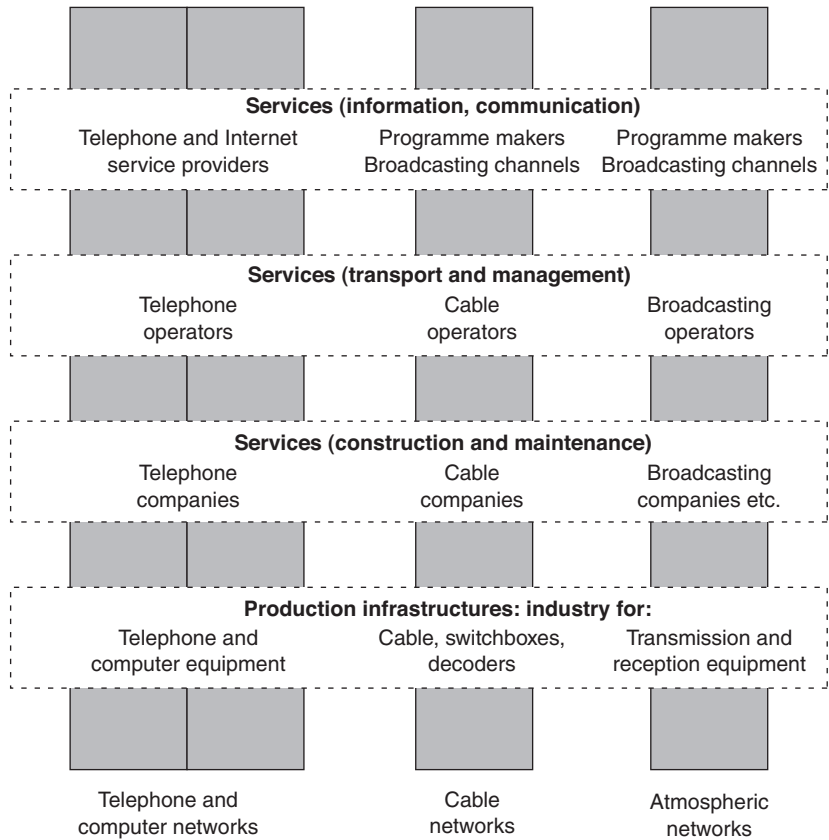 Services (information, communication)
Telephone and Internet
service providers
Programme makers
Broadcasting channels
Programme makers
Broadcasting channels
Services (transport and management)
Telephone
operators
Cable
operators
Broadcasting
operators
Services (construction and maintenance)
Telephone
companies
Cable
companies
Broadcasting
companies etc.
Production infrastructures: industry for:
Telephone and
computer equipment
Cable, switchboxes,
decoders
Transmission and
reception equipment
Telephone and
computer networks
Cable
networks
Atmospheric
networks